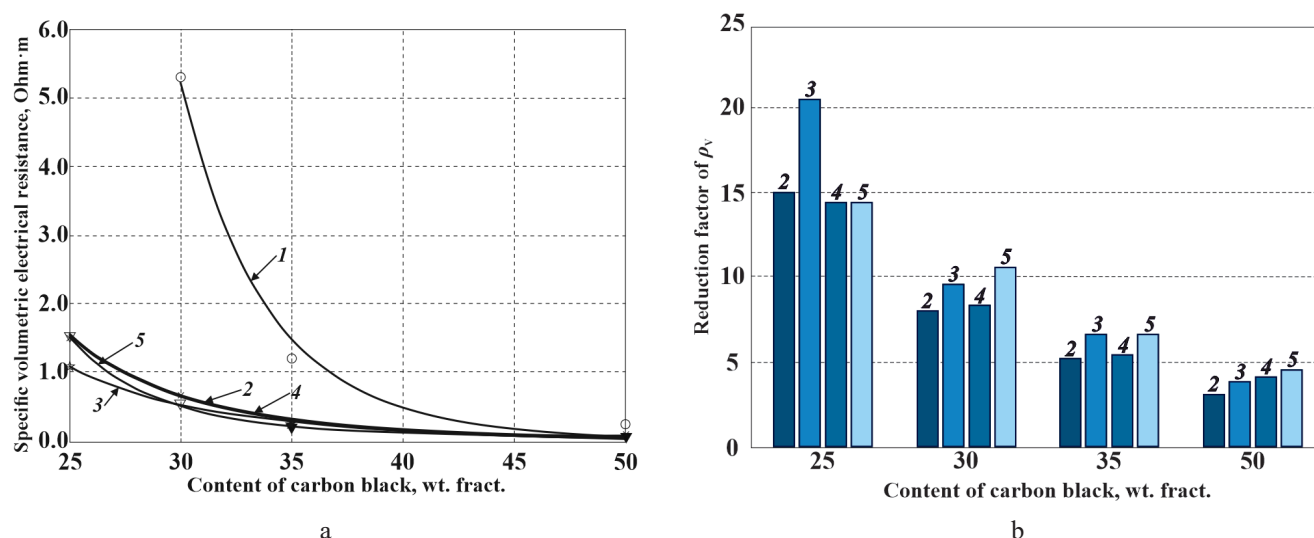 Specific volumetric electrical resistance, Ohm·m
6.0
5.0
4.0
3.0
2.0
1.0
0.0
1
5
2
4
3
25 30 35 40 45 50
Content of carbon black, wt. fract.
a
Reduction factor of ρᵥ
25
20
15
10
5
0
2 3 4 5
2 3 4 5
2 3 4 5
2 3 4 5
25 30 35 50
Content of carbon black, wt. fract.
b